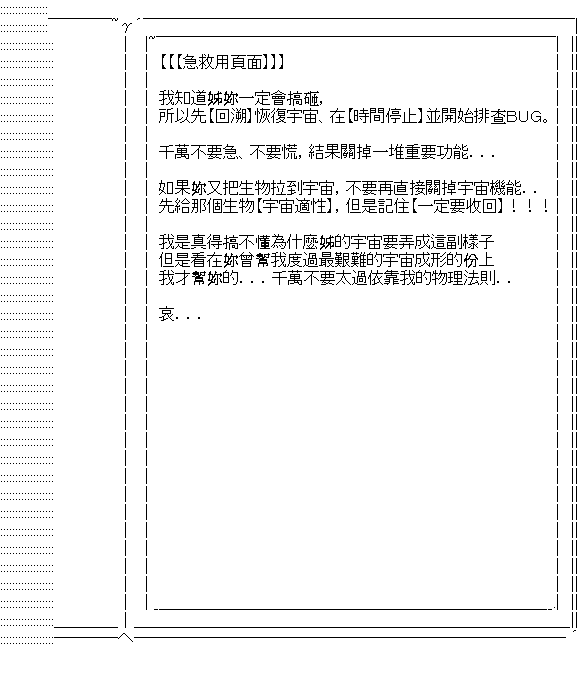 【【【急救用頁面】】】
我知道姊妳一定會搞砸,
所以先【回溯】恢復宇宙、在【時間停止】並開始排查BUG。
千萬不要急、不要慌, 結果關掉一堆重要功能...
如果妳又把生物拉到宇宙, 不要再直接關掉宇宙機能..
先給那個生物【宇宙適性】, 但是記住【一定要收回】!!!
我是真得搞不懂為什麼姊的宇宙要弄成這副樣子
但是看在妳曾幫我度過最艱難的宇宙成形的份上
我才幫妳的... 千萬不要太過依靠我的物理法則..
哀...